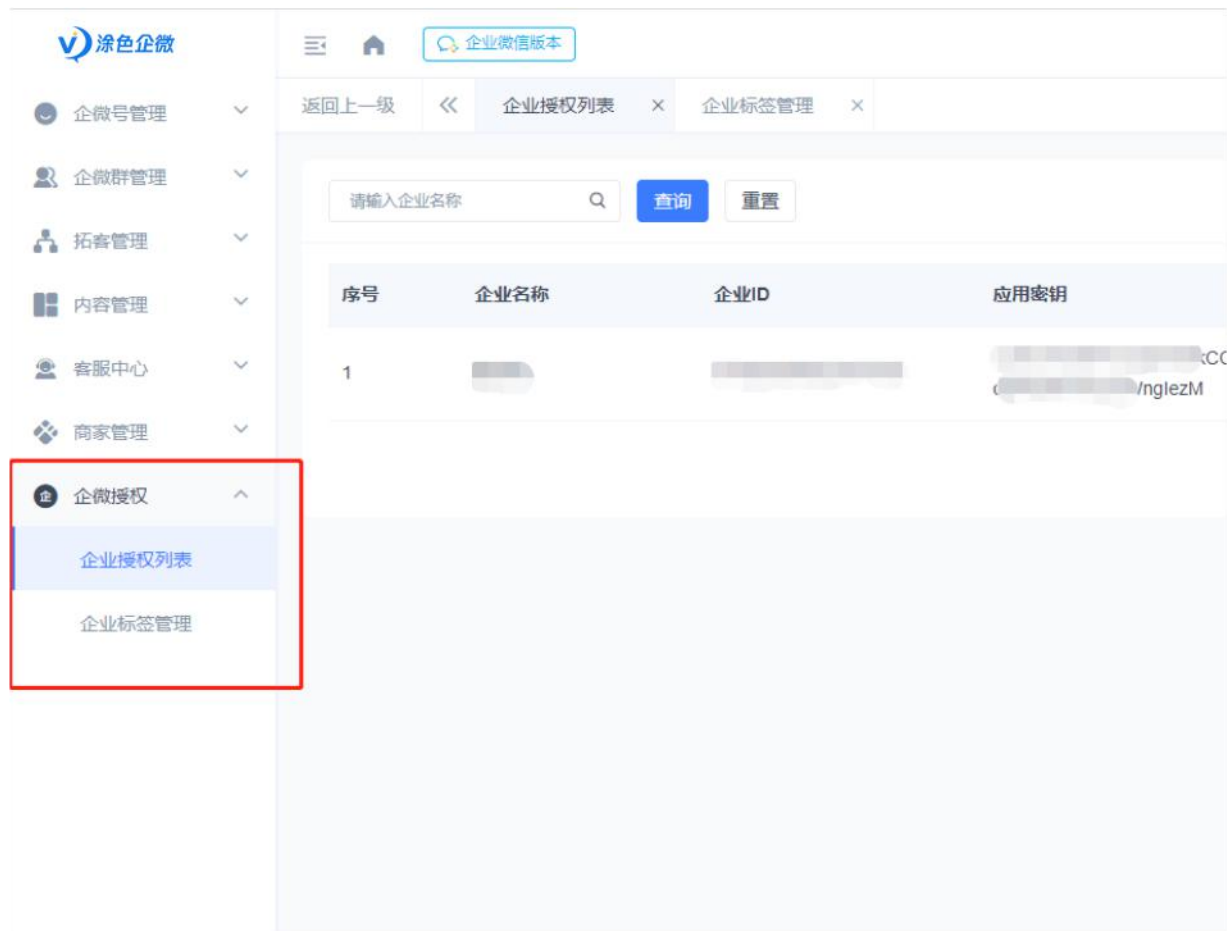 涂色企微
企业微信版本
企微号管理
企微群管理
拓客管理
内容管理
客服中心
商家管理
企微授权
企业授权列表
企业标签管理
返回上一级 企业授权列表 企业标签管理
请输入企业名称 查询 重置
序号 企业名称 企业ID 应用密钥
1
/ngIezM